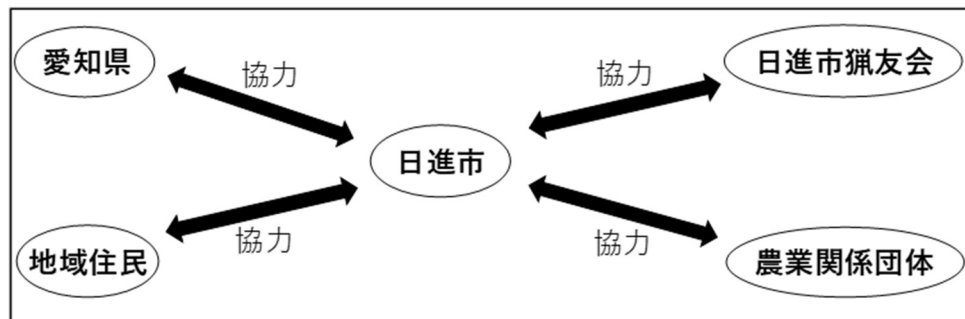 愛知県
協力
協力
日進市猟友会
日進市
地域住民
協力
協力
農業関係団体